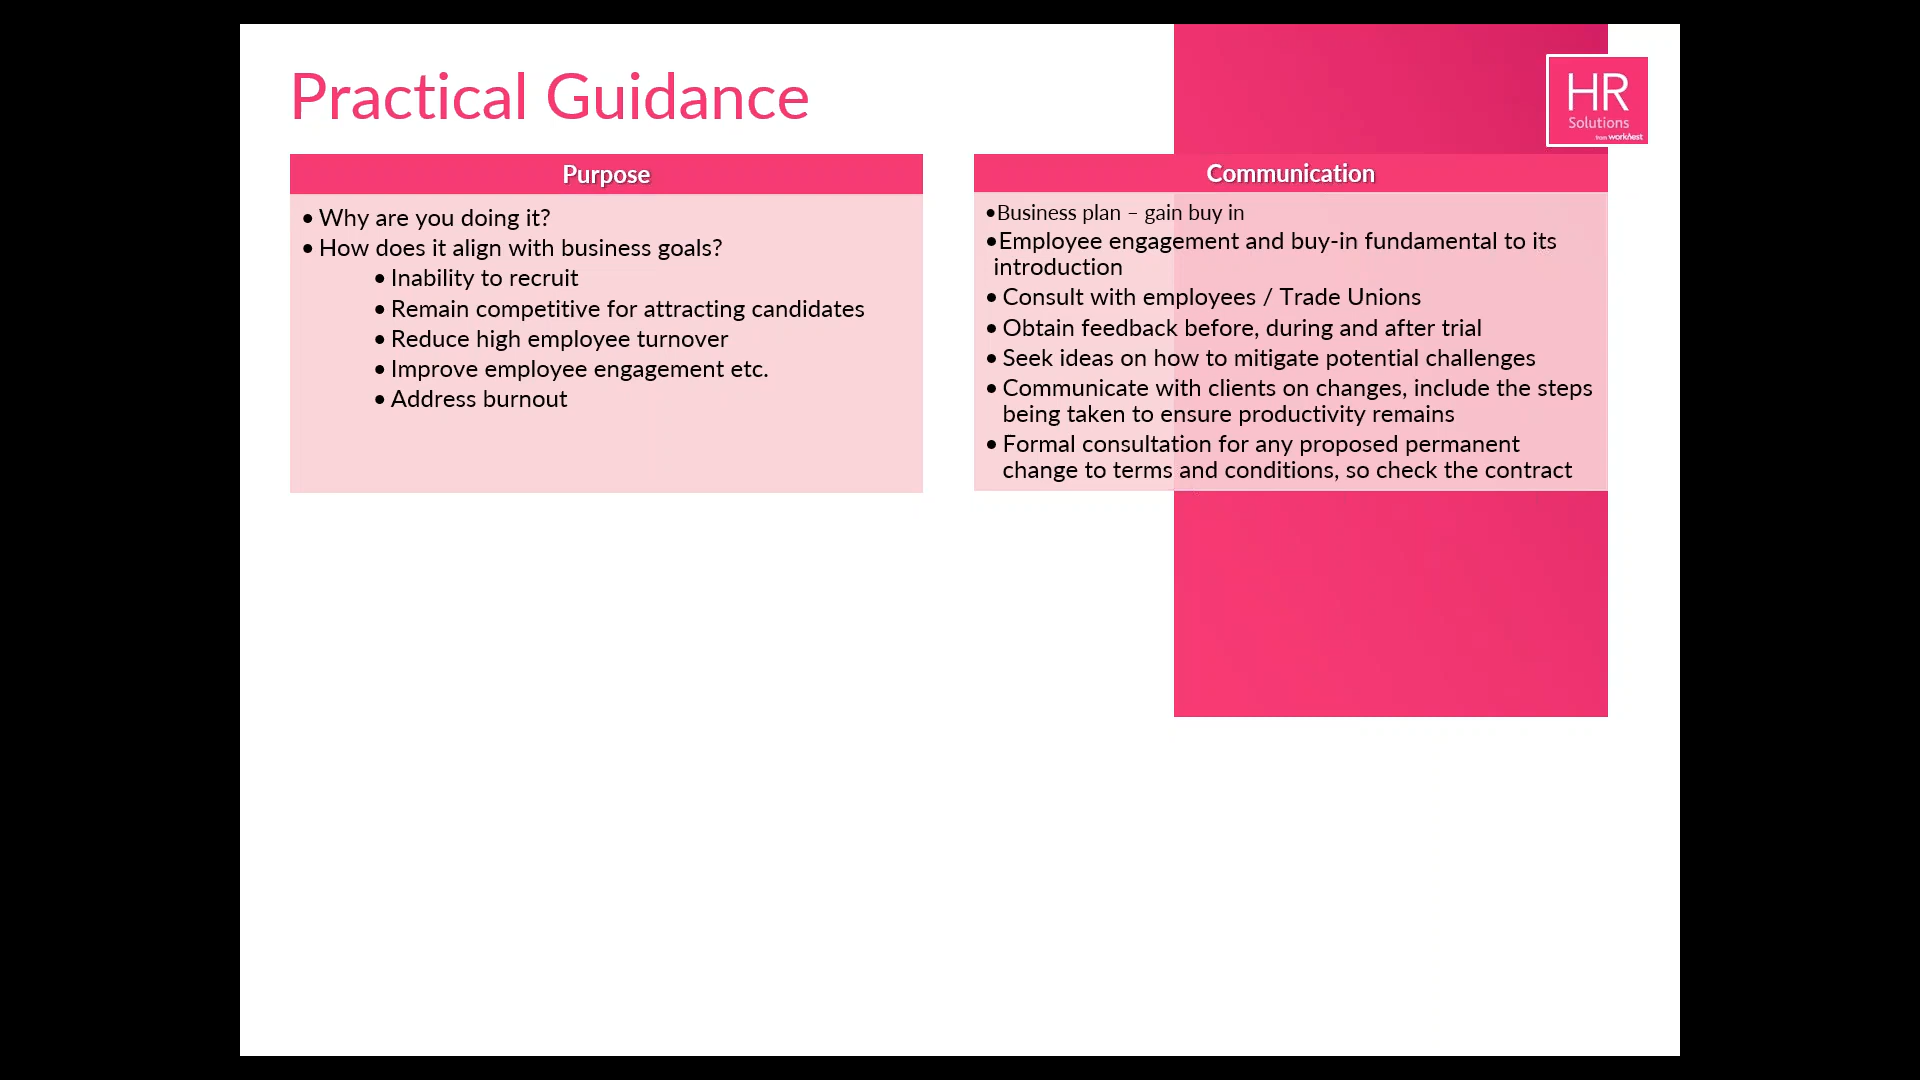 Practical Guidance
HR
Solutions
from worknest
Purpose
• Why are you doing it?
• How does it align with business goals?
• Inability to recruit
• Remain competitive for attracting candidates
• Reduce high employee turnover
• Improve employee engagement etc.
• Address burnout
Communication
•Business plan – gain buy in
•Employee engagement and buy-in fundamental to its
introduction
• Consult with employees / Trade Unions
• Obtain feedback before, during and after trial
• Seek ideas on how to mitigate potential challenges
• Communicate with clients on changes, include the steps
being taken to ensure productivity remains
• Formal consultation for any proposed permanent
change to terms and conditions, so check the contract